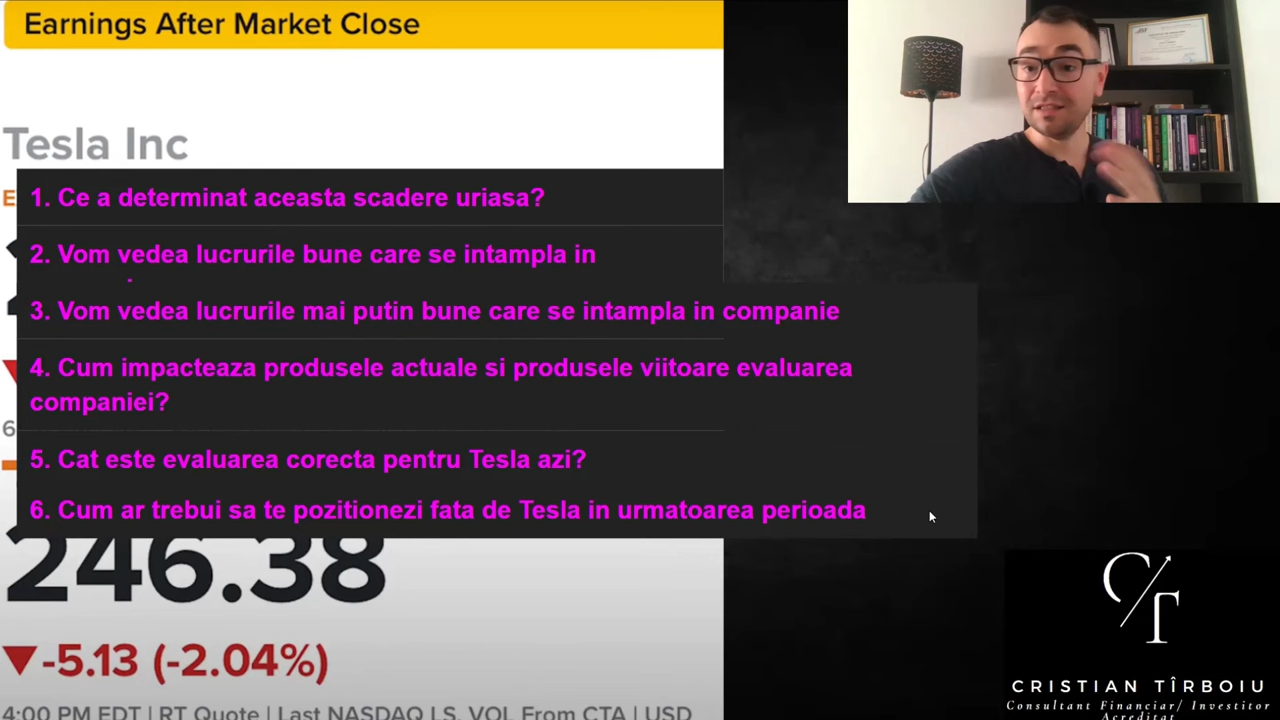 Earnings After Market Close
Tesla Inc
E
1. Ce a determinat aceasta scadere uriasa?
2. Vom vedea lucrurile bune care se intampla in
3. Vom vedea lucrurile mai putin bune care se intampla in companie
4. Cum impacteaza produsele actuale si produsele viitoare evaluarea
companiei?
6
5. Cat este evaluarea corecta pentru Tesla azi?
6. Cum ar trebui sa te pozitionezi fata de Tesla in urmatoarea perioada
246.38
▼-5.13 (-2.04%)
4:00 PM EDT | RT Quote | Last NASDAQ LS, VOL From CTA | USD
CT
CRISTIAN TÎRBOIU
Consultant Financiar/ Investitor
Acreditat